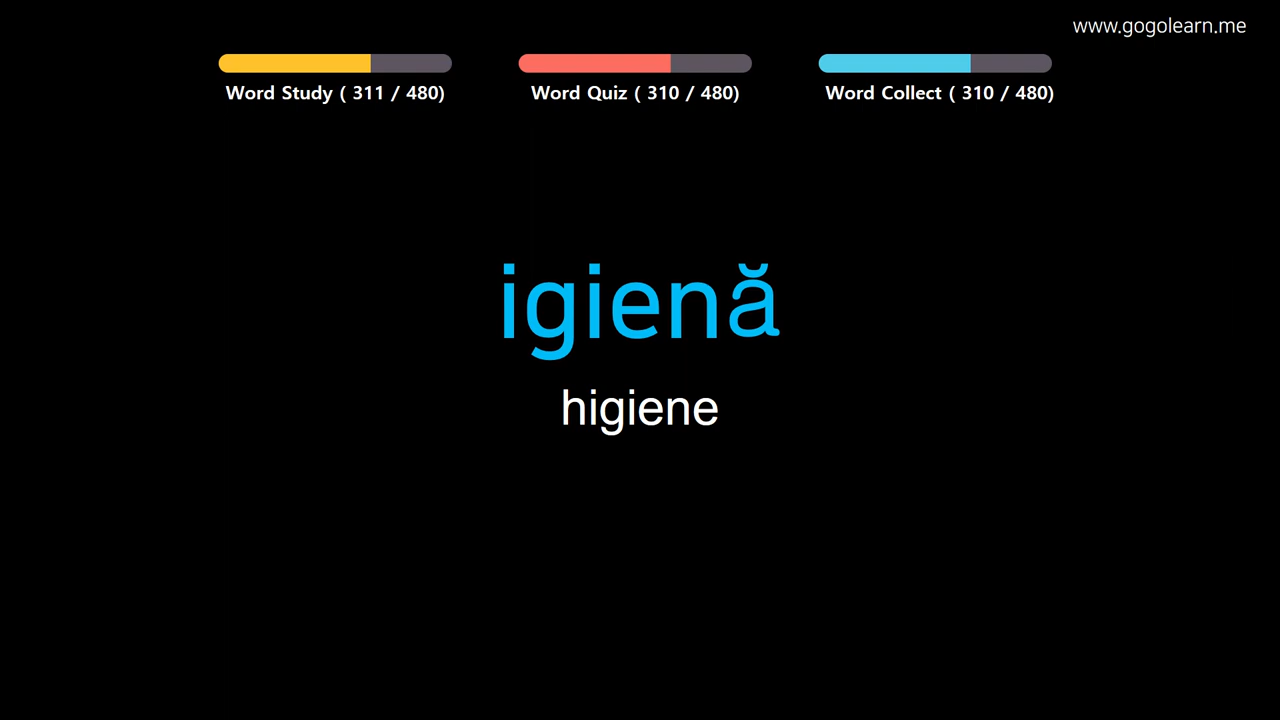 www.gogolearn.me
Word Study ( 311 / 480)
Word Quiz ( 310 / 480)
Word Collect ( 310 / 480)
igienă
higiene